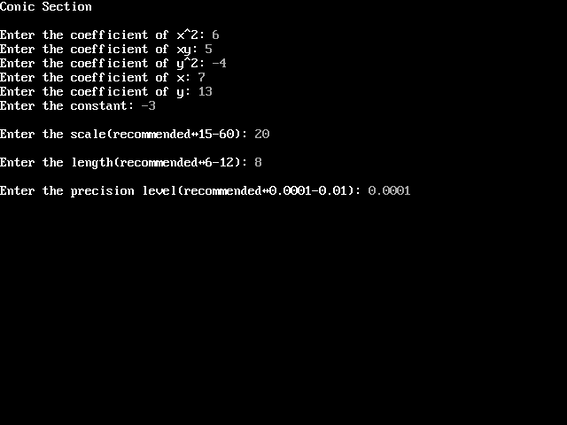 Conic Section
Enter the coefficient of x^2: 6
Enter the coefficient of xy: 5
Enter the coefficient of y^2: -4
Enter the coefficient of x: 7
Enter the coefficient of y: 13
Enter the constant: -3
Enter the scale(recommended↔15-60): 20
Enter the length(recommended↔6-12): 8
Enter the precision level(recommended↔0.0001-0.01): 0.0001